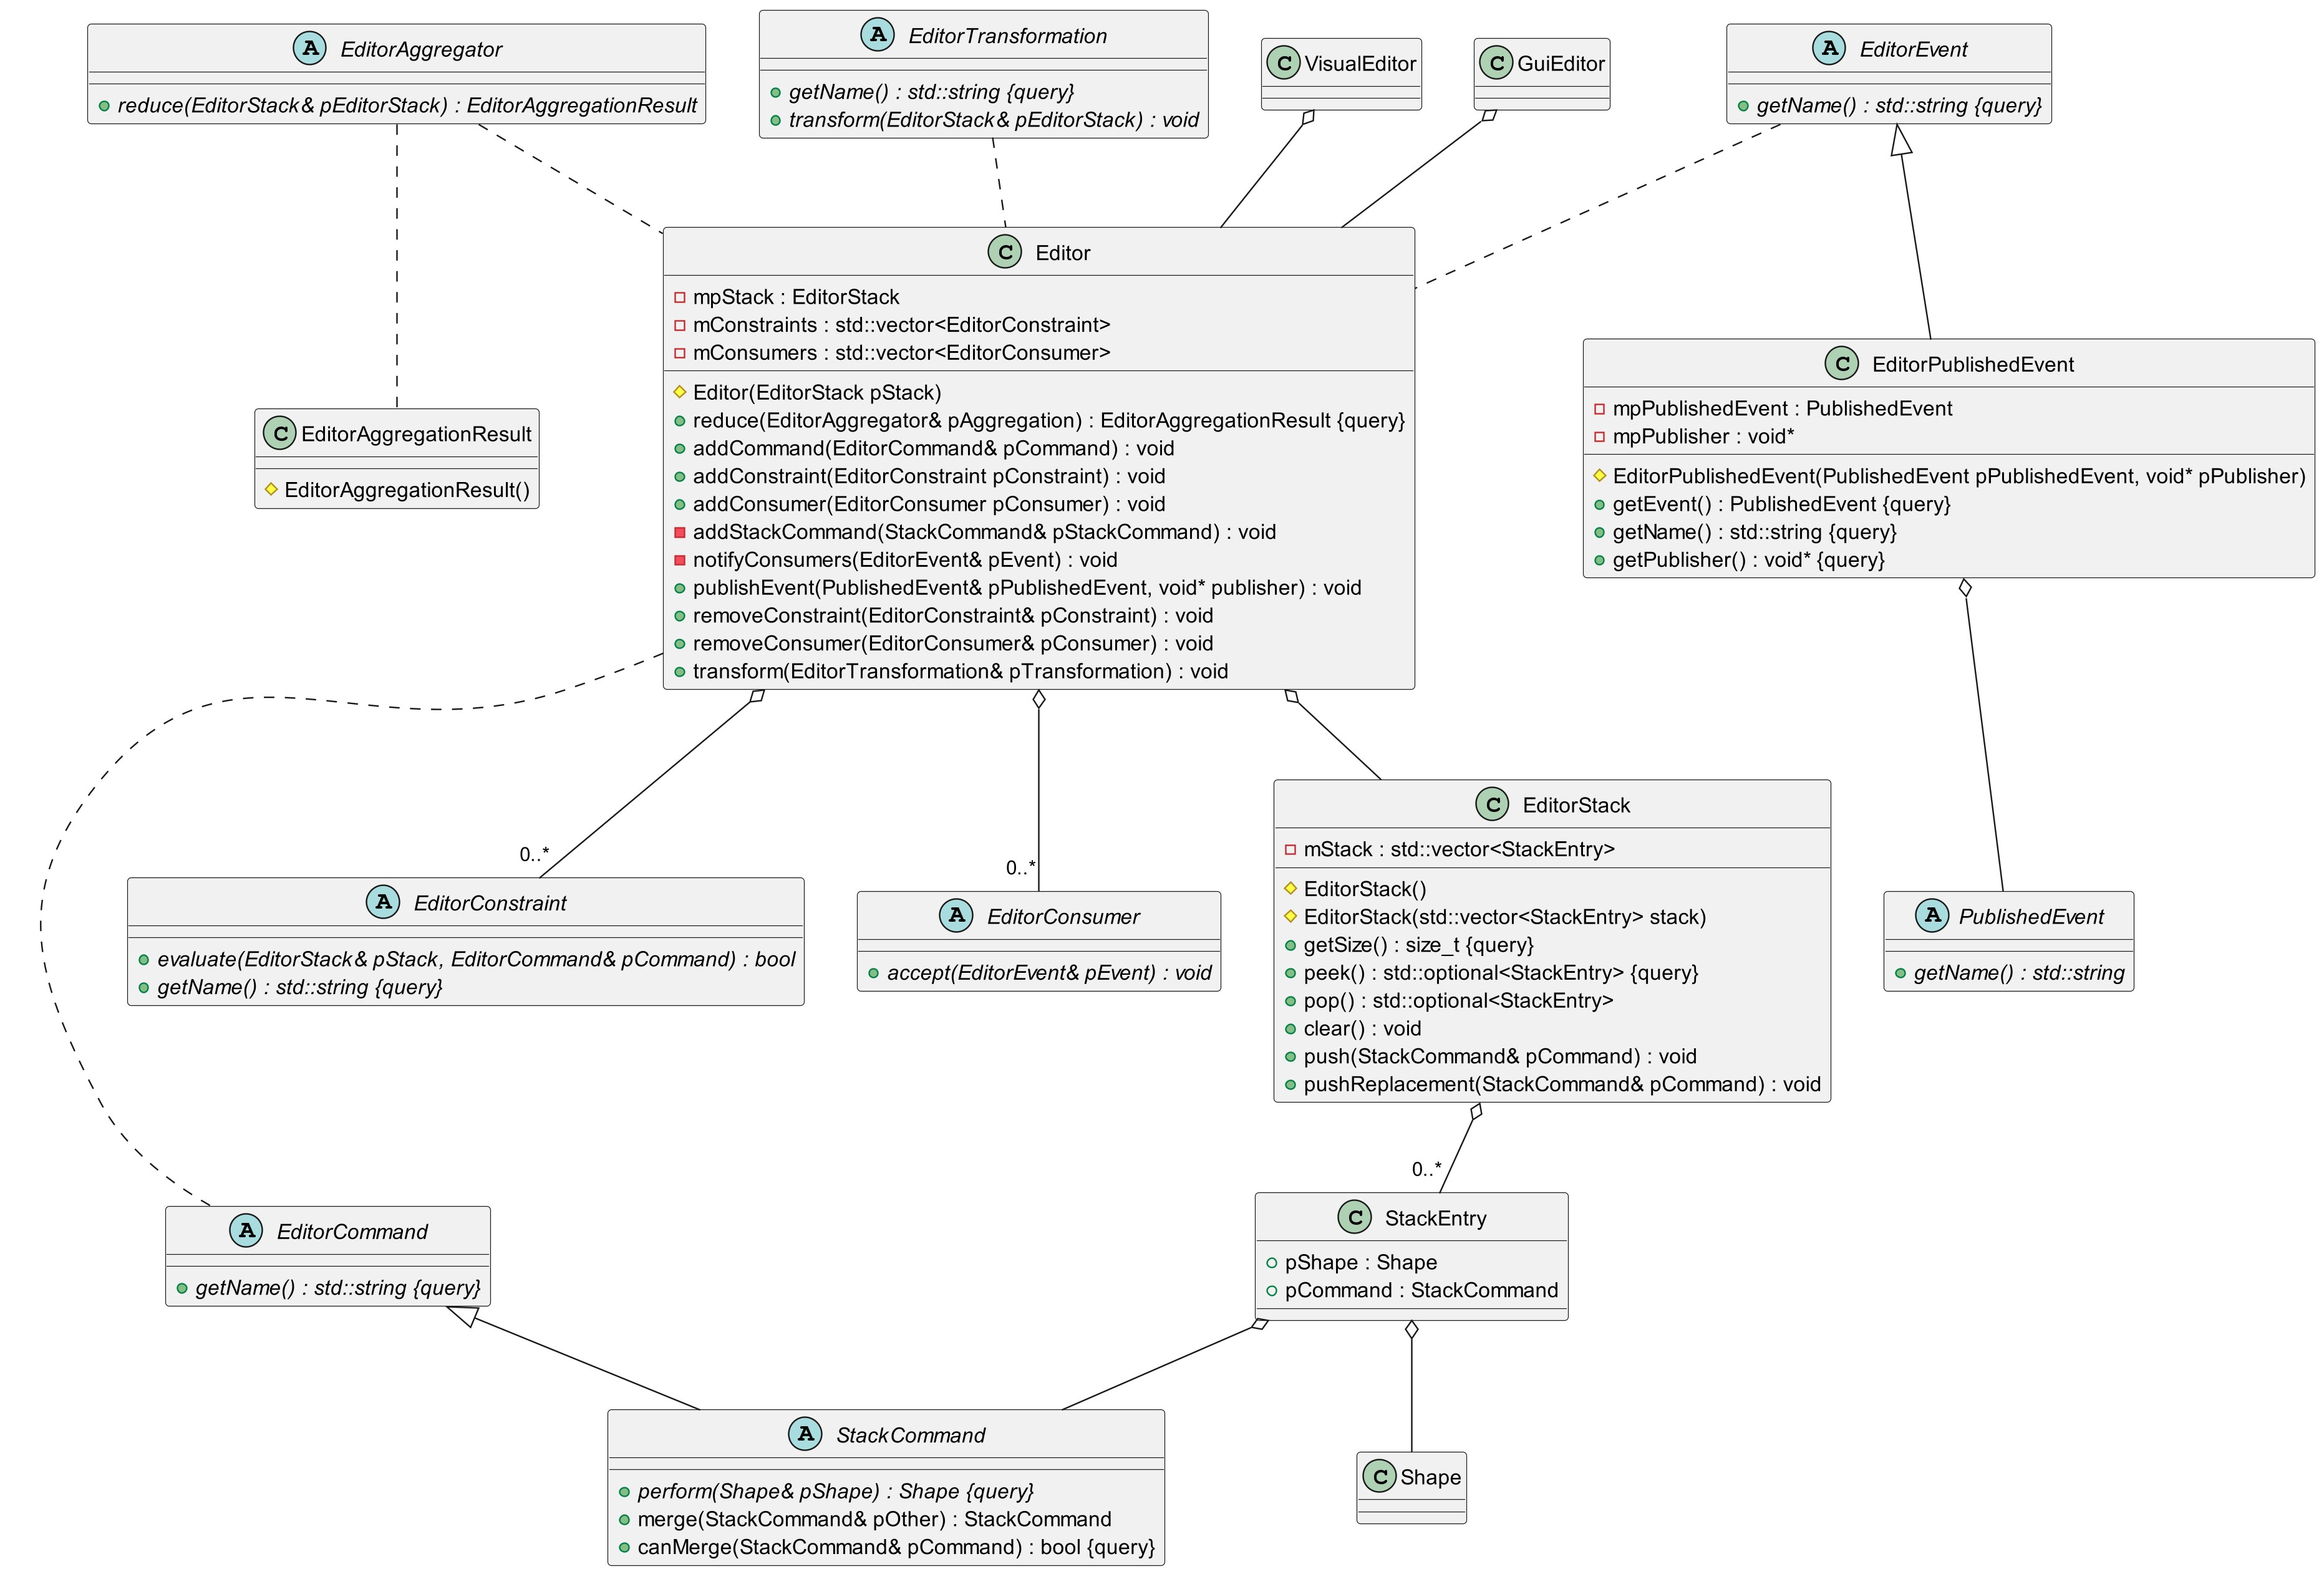 A EditorAggregator
reduce(EditorStack& pEditorStack) : EditorAggregationResult
A EditorTransformation
getName() : std::string {query}
transform(EditorStack& pEditorStack) : void
C VisualEditor
C GuiEditor
A EditorEvent
getName() : std::string {query}
C Editor
mpStack : EditorStack
mConstraints : std::vector<EditorConstraint>
mConsumers : std::vector<EditorConsumer>
Editor(EditorStack pStack)
reduce(EditorAggregator& pAggregation) : EditorAggregationResult {query}
addCommand(EditorCommand& pCommand) : void
addConstraint(EditorConstraint pConstraint) : void
addConsumer(EditorConsumer pConsumer) : void
addStackCommand(StackCommand& pStackCommand) : void
notifyConsumers(EditorEvent& pEvent) : void
publishEvent(PublishedEvent& pPublishedEvent, void* publisher) : void
removeConstraint(EditorConstraint& pConstraint) : void
removeConsumer(EditorConsumer& pConsumer) : void
transform(EditorTransformation& pTransformation) : void
C EditorPublishedEvent
mpPublishedEvent : PublishedEvent
mpPublisher : void*
EditorPublishedEvent(PublishedEvent pPublishedEvent, void* pPublisher)
getEvent() : PublishedEvent {query}
getName() : std::string {query}
getPublisher() : void* {query}
C EditorAggregationResult
EditorAggregationResult()
0..*
A EditorConstraint
evaluate(EditorStack& pStack, EditorCommand& pCommand) : bool
getName() : std::string {query}
0..*
A EditorConsumer
accept(EditorEvent& pEvent) : void
C EditorStack
mStack : std::vector<StackEntry>
EditorStack()
EditorStack(std::vector<StackEntry> stack)
getSize() : size_t {query}
peek() : std::optional<StackEntry> {query}
pop() : std::optional<StackEntry>
clear() : void
push(StackCommand& pCommand) : void
pushReplacement(StackCommand& pCommand) : void
A PublishedEvent
getName() : std::string
0..*
A EditorCommand
getName() : std::string {query}
C StackEntry
pShape : Shape
pCommand : StackCommand
A StackCommand
perform(Shape& pShape) : Shape {query}
merge(StackCommand& pOther) : StackCommand
canMerge(StackCommand& pCommand) : bool {query}
C Shape